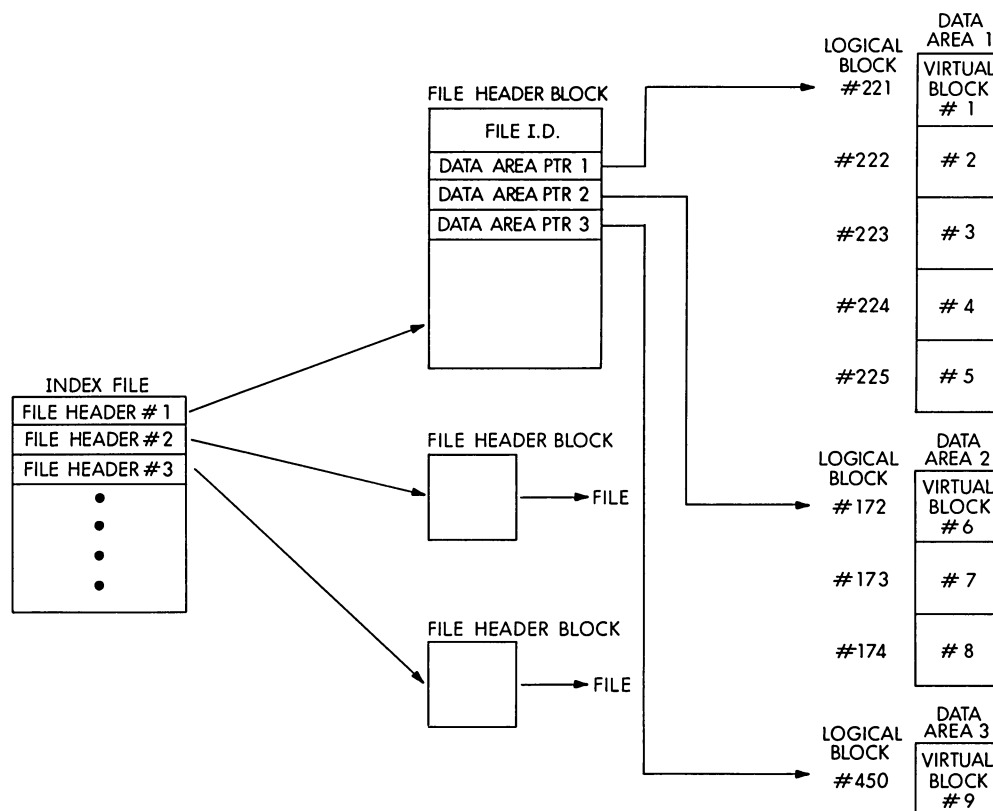 INDEX FILE
FILE HEADER #1
FILE HEADER #2
FILE HEADER #3
FILE HEADER BLOCK
FILE I.D.
DATA AREA PTR 1
DATA AREA PTR 2
DATA AREA PTR 3
FILE HEADER BLOCK
FILE
FILE HEADER BLOCK
FILE
DATA
AREA 1
LOGICAL
BLOCK
#221
VIRTUAL
BLOCK
# 1
#222
# 2
#223
# 3
#224
# 4
#225
# 5
DATA
AREA 2
LOGICAL
BLOCK
#172
VIRTUAL
BLOCK
#6
#173
# 7
#174
# 8
DATA
AREA 3
LOGICAL
BLOCK
#450
VIRTUAL
BLOCK
#9